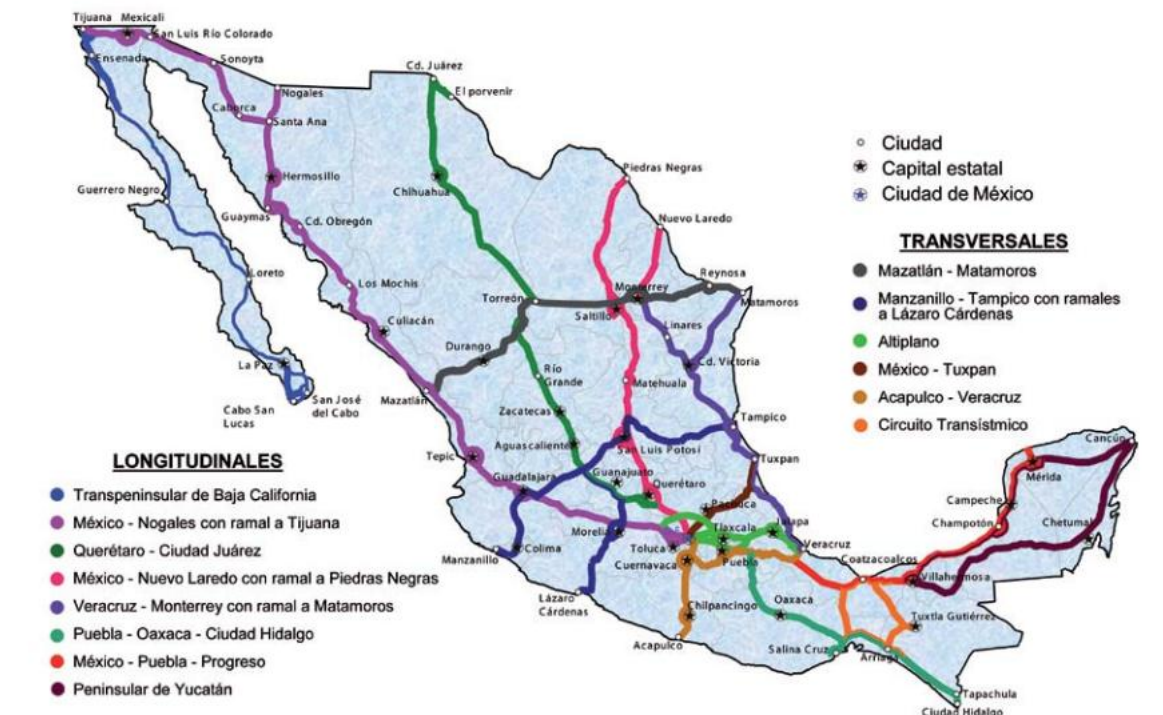 Tijuana Mexicali
San Luis Río Colorado
Ensenada
Sonoyta
Cd. Juárez
El porvenir
Nogales
Caborca
Santa Ana
Ciudad
Capital estatal
Ciudad de México
Piedras Negras
Hermosillo
Chihuahua
Guerrero Negro
Guaymas
Cd. Obregón
Nuevo Laredo
TRANSVERSALES
Mazatlán - Matamoros
Manzanillo - Tampico con ramales
a Lázaro Cárdenas
Altiplano
México - Tuxpan
Acapulco - Veracruz
Circuito Transístmico
Loreto
Los Mochis
Reynosa
Monterrey
Torreón
Matamoros
Saltillo
Culiacán
Linares
Durango
Cd. Victoria
La Paz
Río
Grande
Matehuala
Mazatlán
San José
del Cabo
Cabo San
Lucas
Zacatecas
Tampico
Aguascalientes
San Luis Potosí
Tepic
Tuxpan
Cancún
Guadalajara
Guanajuato
Querétaro
Mérida
LONGITUDINALES
Transpeninsular de Baja California
México - Nogales con ramal a Tijuana
Querétaro - Ciudad Juárez
México - Nuevo Laredo con ramal a Piedras Negras
Veracruz - Monterrey con ramal a Matamoros
Puebla - Oaxaca - Ciudad Hidalgo
México - Puebla - Progreso
Peninsular de Yucatán
Pachuca
Campeche
Champotón
Chetumal
Morelia
Tlaxcala
Jalapa
Manzanillo
Colima
Toluca
Veracruz
Cuernavaca
Puebla
Coatzacoalcos
Villahermosa
Lázaro
Cárdenas
Chilpancingo
Oaxaca
Tuxtla Gutiérrez
Acapulco
Salina Cruz
Arriaga
Tapachula
Ciudad Hidalgo